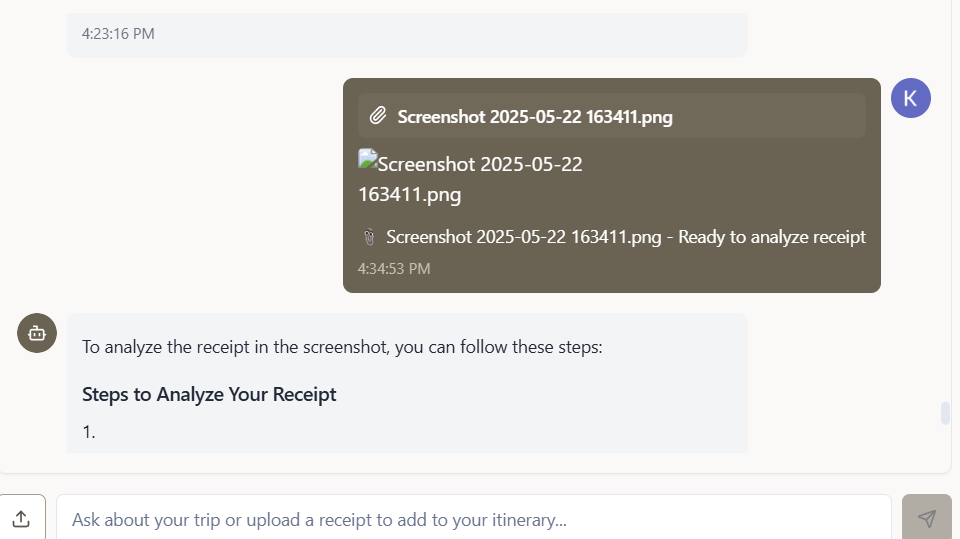 4:23:16 PM
K
Screenshot 2025-05-22 163411.png
Screenshot 2025-05-22
163411.png
Screenshot 2025-05-22 163411.png - Ready to analyze receipt
4:34:53 PM
To analyze the receipt in the screenshot, you can follow these steps:
Steps to Analyze Your Receipt
1.
Ask about your trip or upload a receipt to add to your itinerary...